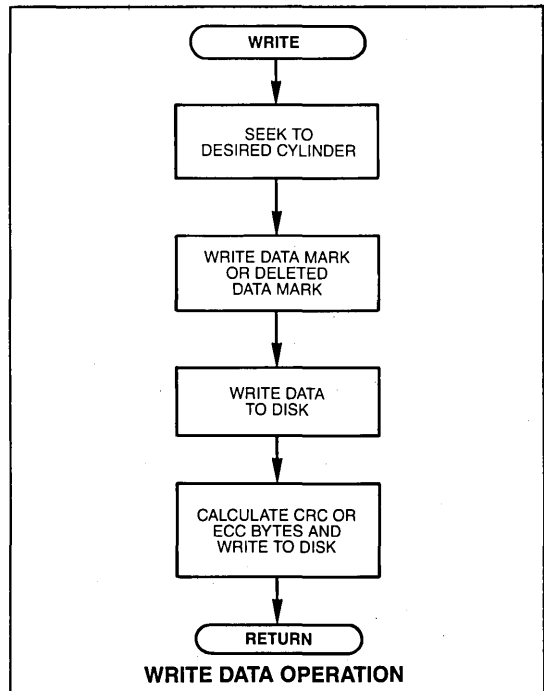 WRITE
SEEK TO
DESIRED CYLINDER
WRITE DATA MARK
OR DELETED
DATA MARK
WRITE DATA
TO DISK
CALCULATE CRC OR
ECC BYTES AND
WRITE TO DISK
RETURN
WRITE DATA OPERATION